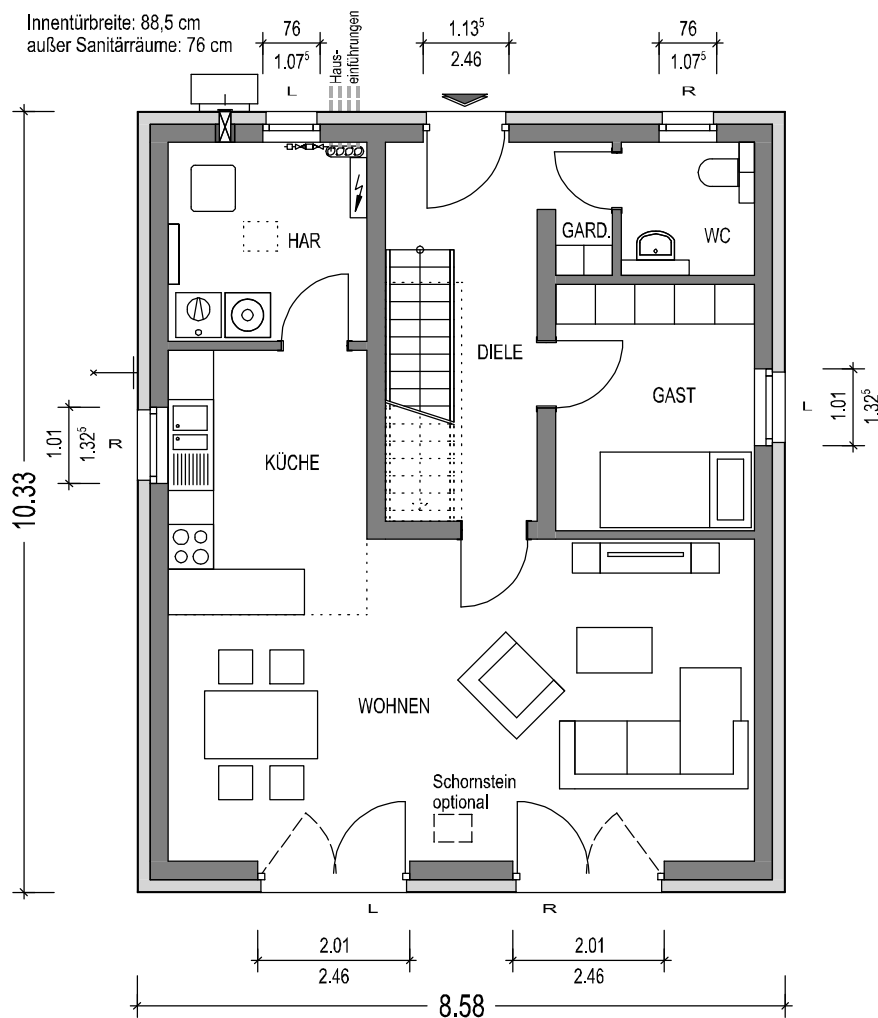 Innentürbreite: 88,5 cm
außer Sanitärräume: 76 cm
76
1.07⁵
L
Haus-
einführungen
1.13⁵
2.46
76
1.07⁵
R
HAR
GARD.
WC
DIELE
GAST
KÜCHE
1.01
1.32⁵
R
L
1.01
1.32⁵
10.33
WOHNEN
Schornstein
optional
L
R
2.01
2.46
2.01
2.46
8.58